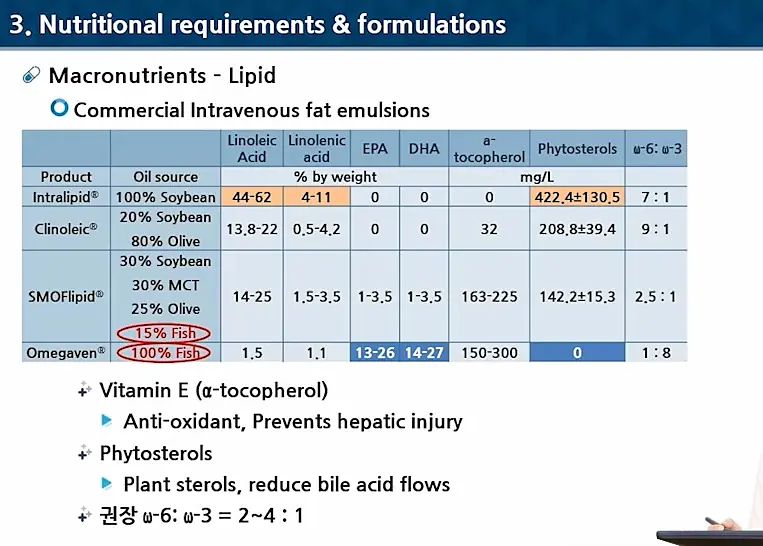 3. Nutritional requirements & formulations
Macronutrients - Lipid
Commercial Intravenous fat emulsions
Linoleic Acid Linolenic acid EPA DHA a-tocopherol Phytosterols ω-6: ω-3
Product Oil source % by weight mg/L
Intralipid® 100% Soybean 44-62 4-11 0 0 0 422.4±130.5 7 : 1
Clinoleic® 20% Soybean 80% Olive 13.8-22 0.5-4.2 0 0 32 208.8±39.4 9 : 1
SMOFlipid® 30% Soybean 30% MCT 25% Olive 15% Fish 14-25 1.5-3.5 1-3.5 1-3.5 163-225 142.2±15.3 2.5 : 1
Omegaven® 100% Fish 1.5 1.1 13-26 14-27 150-300 0 1 : 8
Vitamin E (α-tocopherol)
Anti-oxidant, Prevents hepatic injury
Phytosterols
Plant sterols, reduce bile acid flows
권장 ω-6: ω-3 = 2~4 : 1